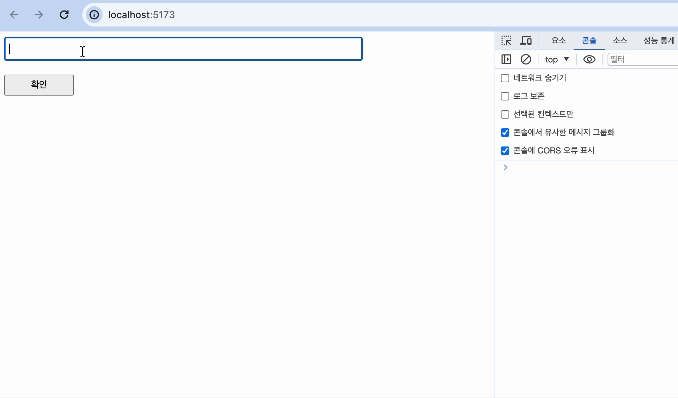 localhost:5173
확인
요소 콘솔 소스 성능 통계
top ▼ 필터
네트워크 숨기기
로그 보존
선택된 컨텍스트만
콘솔에서 유사한 메시지 그룹화
콘솔에 CORS 오류 표시